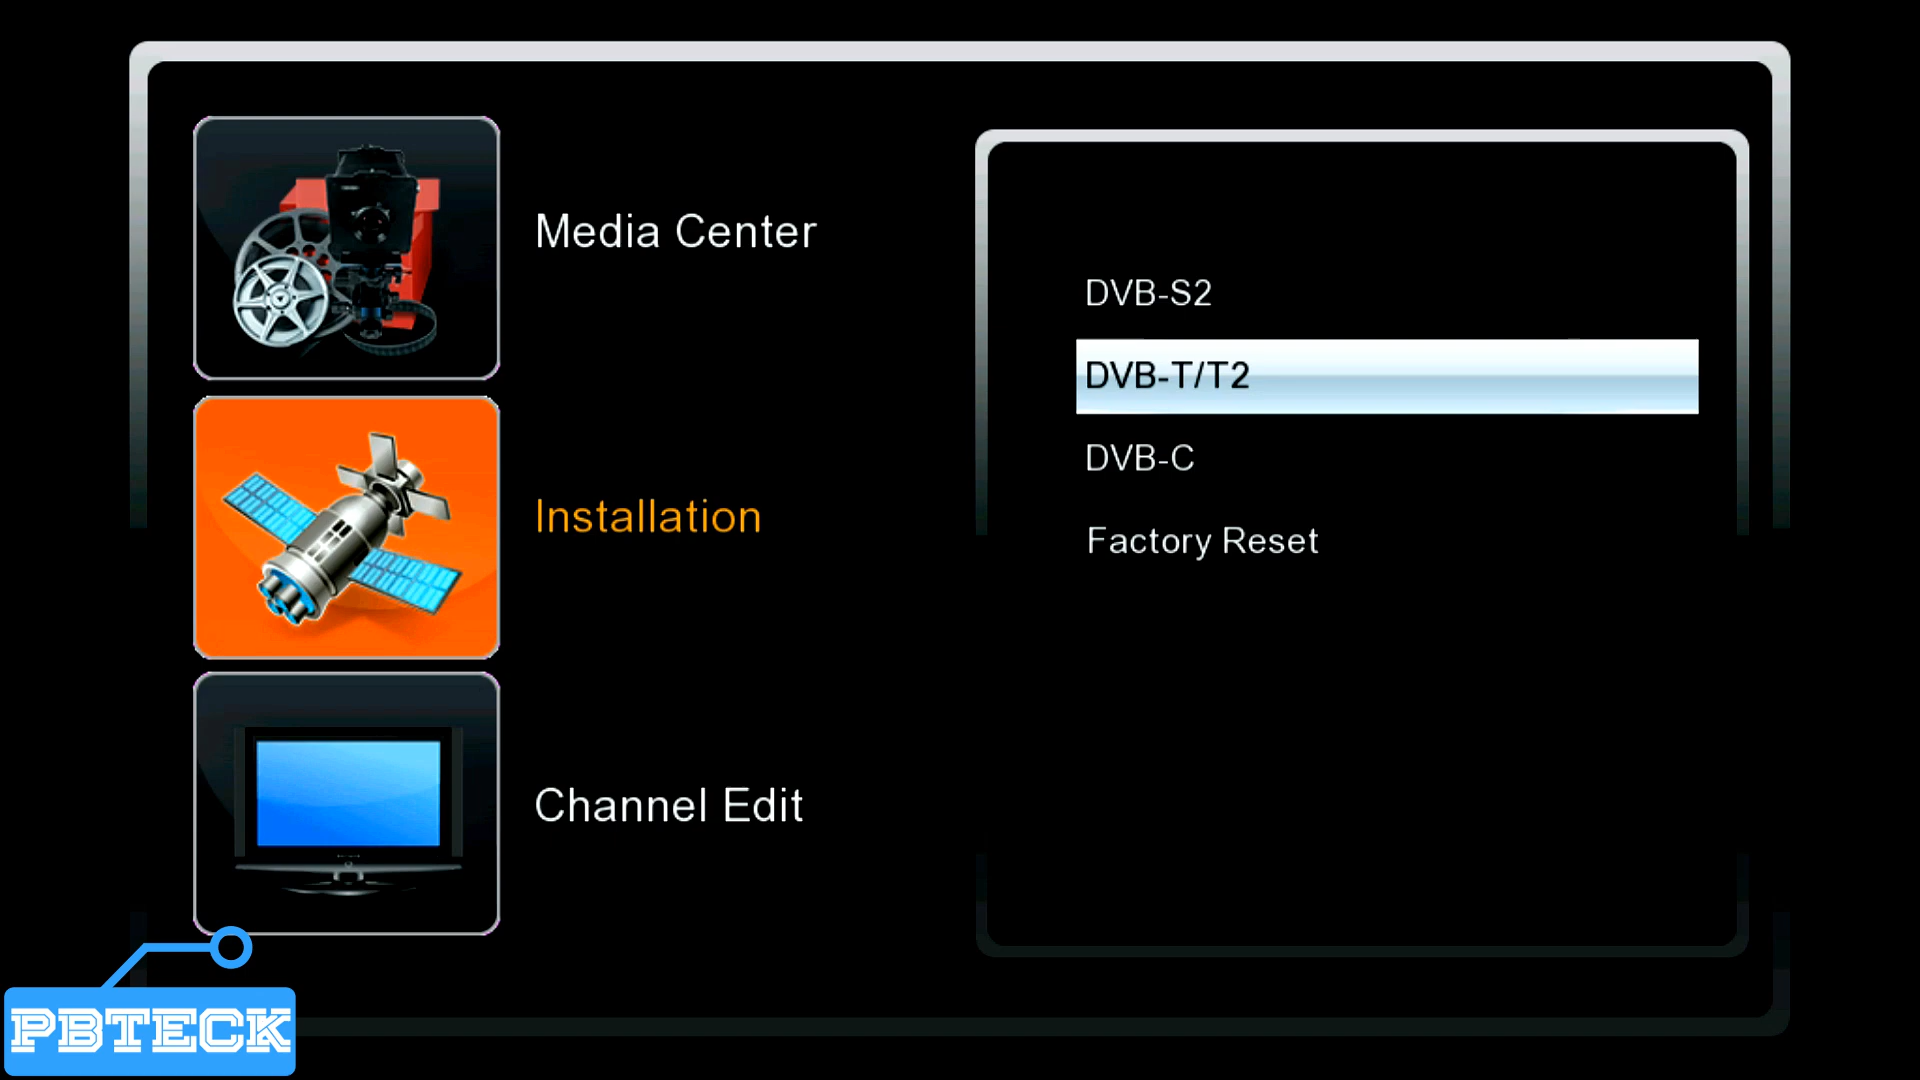 Media Center
Installation
Channel Edit
DVB-S2
DVB-T/T2
DVB-C
Factory Reset
PBTECK